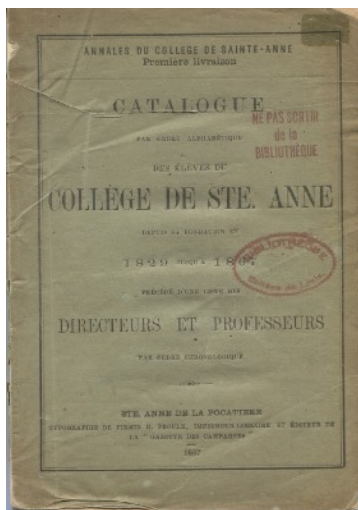 ANNALES DU COLLEGE DE SAINTE-ANNE
Première livraison
CATALOGUE
NE PAS SORTIR
de la
BIBLIOTHÈQUE
PAR ORDRE ALPHABÉTIQUE
DES ÉLÈVES DU
COLLÈGE DE STE. ANNE
DEPUIS SA FONDATION EN
1829 JUSQU'A
PRÉCÉDÉ D'UNE LISTE DES
DIRECTEURS ET PROFESSEURS
PAR ORDRE CHRONOLOGIQUE
STE. ANNE DE LA POCATIERE
TYPOGRAPHIE DE FIRMIN H. PROULX, IMPRIMEUR-LIBRAIRE ET ÉDITEUR DE
LA "GAZETTE DES CAMPAGNES"